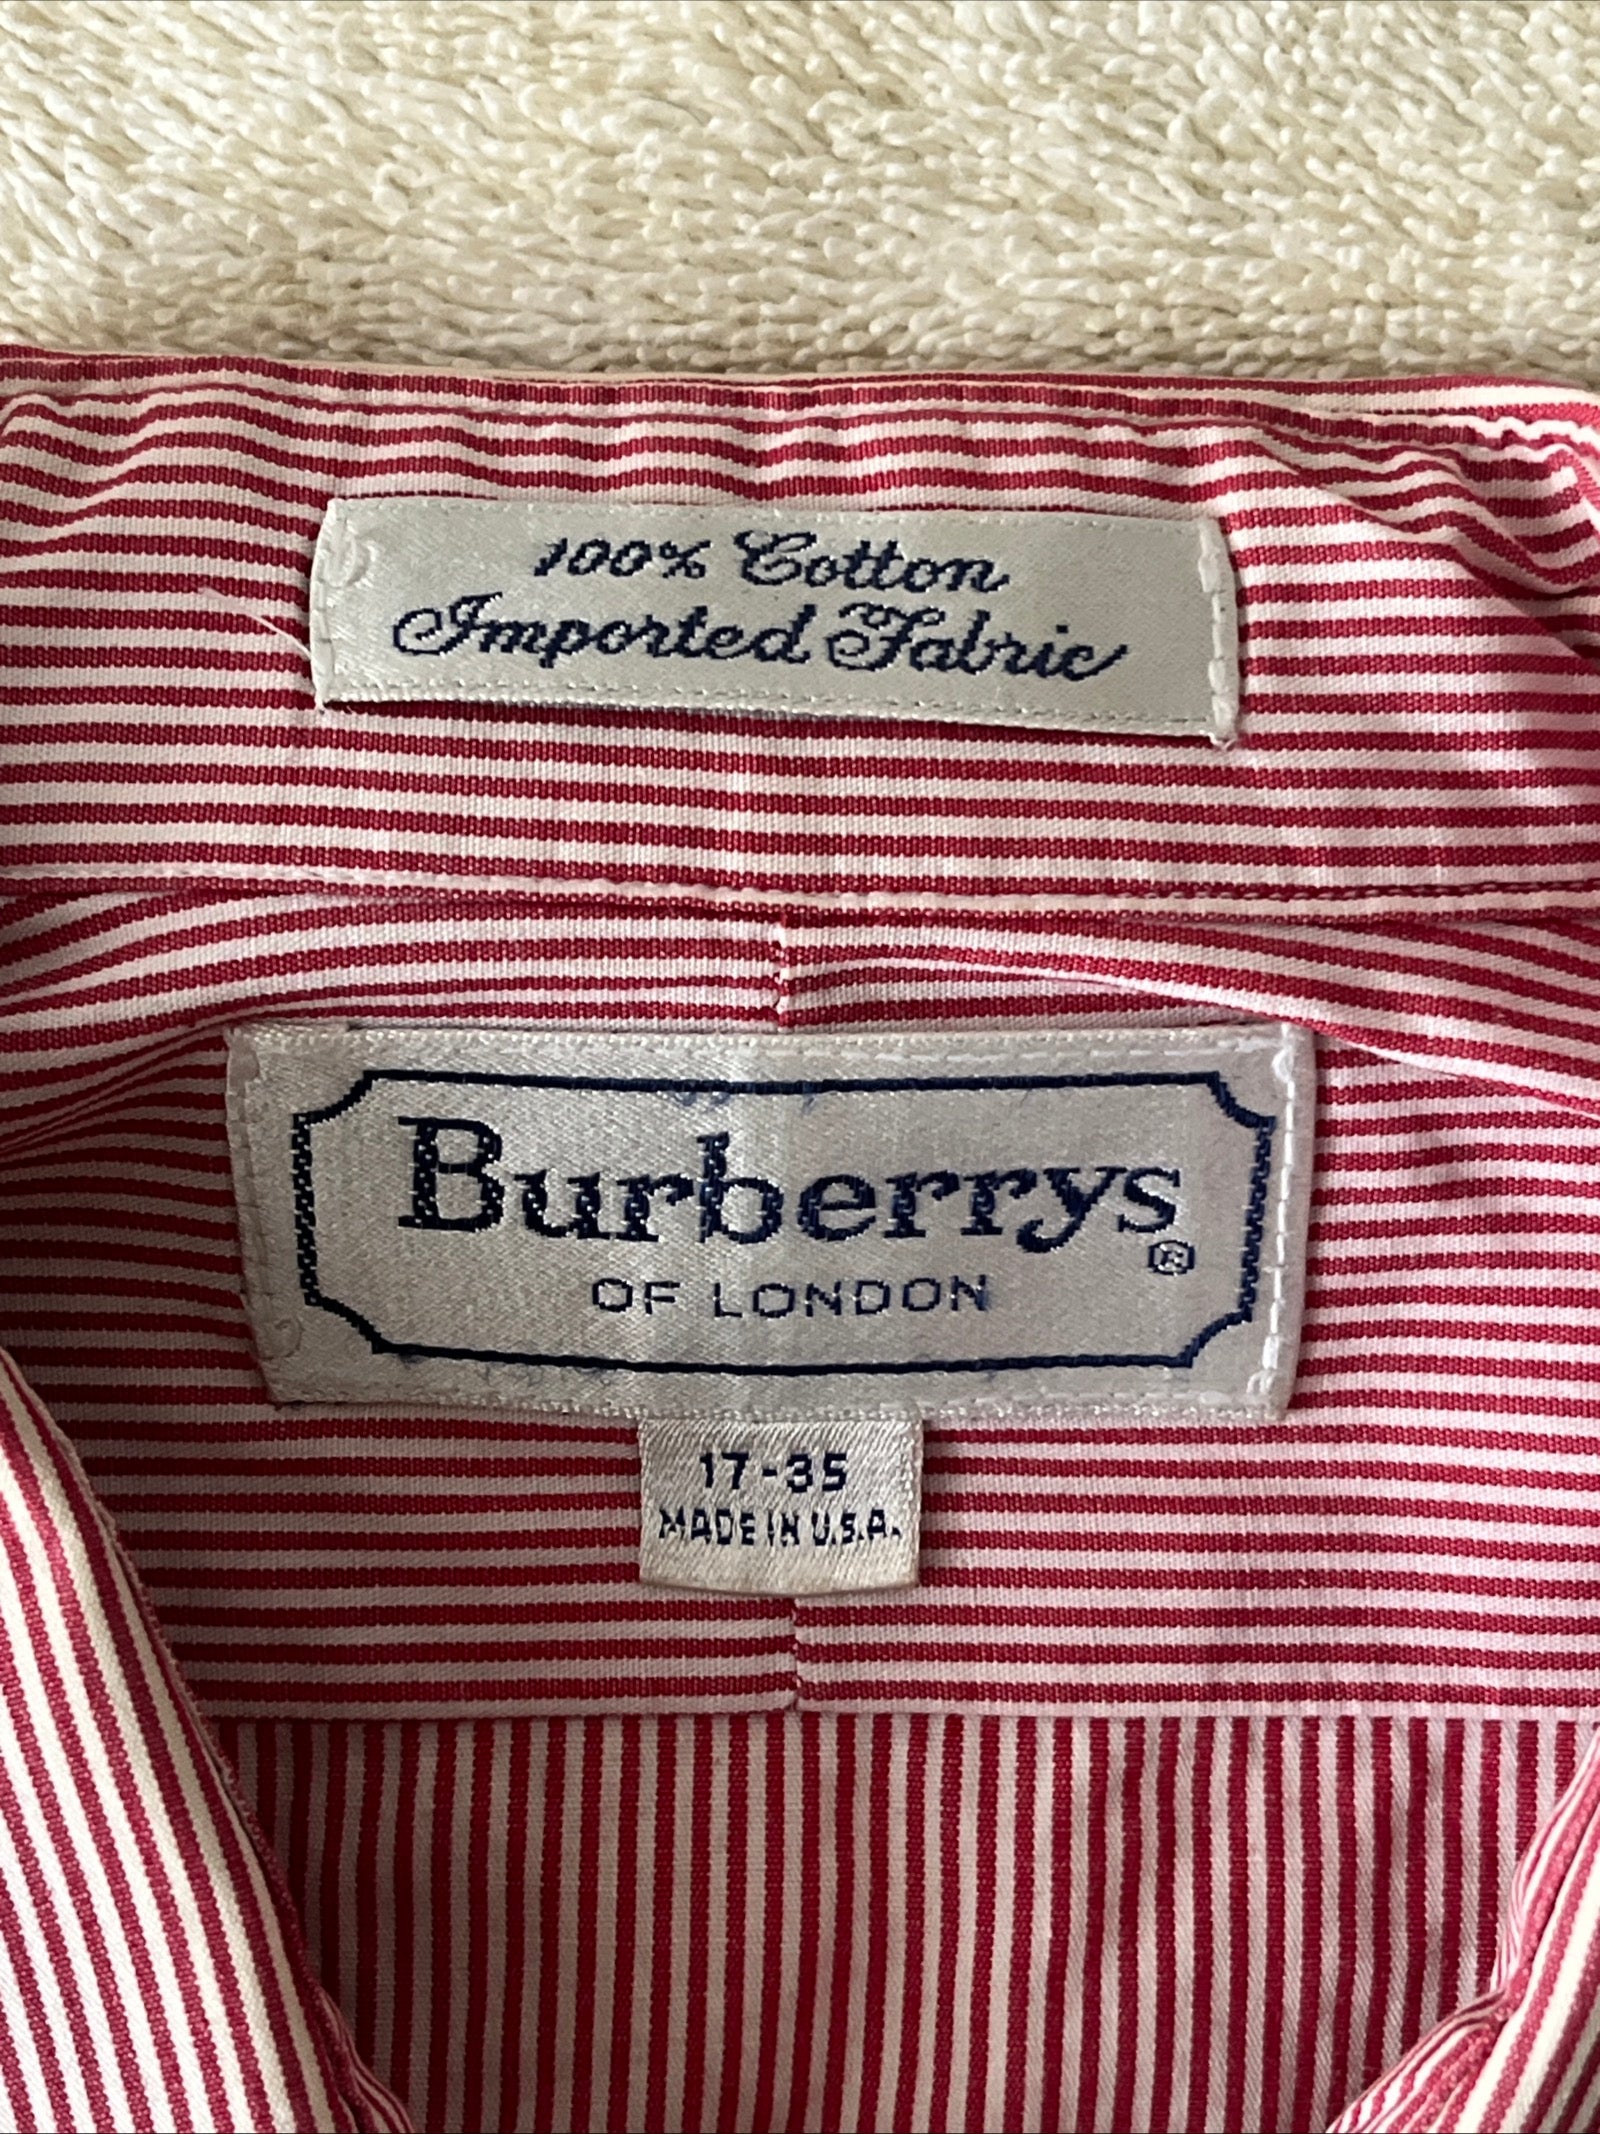 100% Cotton
Imported Fabric
Burberrys®
OF LONDON
17-35
MADE IN U.S.A.